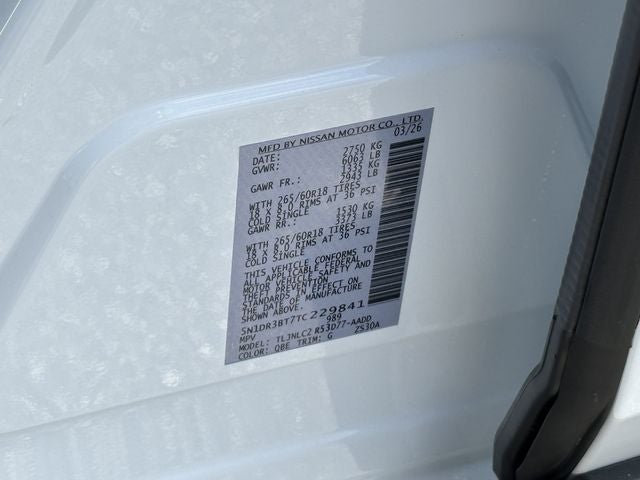 MFD BY NISSAN MOTOR CO., LTD.
DATE: 03/26
GVWR: 2750 KG
6063 LB
GAWR FR.: 1335 KG
2943 LB
WITH 265/60R18 TIRES
18 X 8.0 RIMS AT 36 PSI
COLD SINGLE
GAWR RR.: 1530 KG
3373 LB
WITH 265/60R18 TIRES
18 X 8.0 RIMS AT 36 PSI
COLD SINGLE
THIS VEHICLE CONFORMS TO
ALL APPLICABLE FEDERAL
MOTOR VEHICLE SAFETY AND
STANDARDS IN EFFECT ON
THE DATE OF MANUFACTURE
SHOWN ABOVE.
5N1DR3BT7TC229841
MPV 989
MODEL: TLJNLC2 R53D77-AADD
COLOR: QBE TRIM: G ZS30A